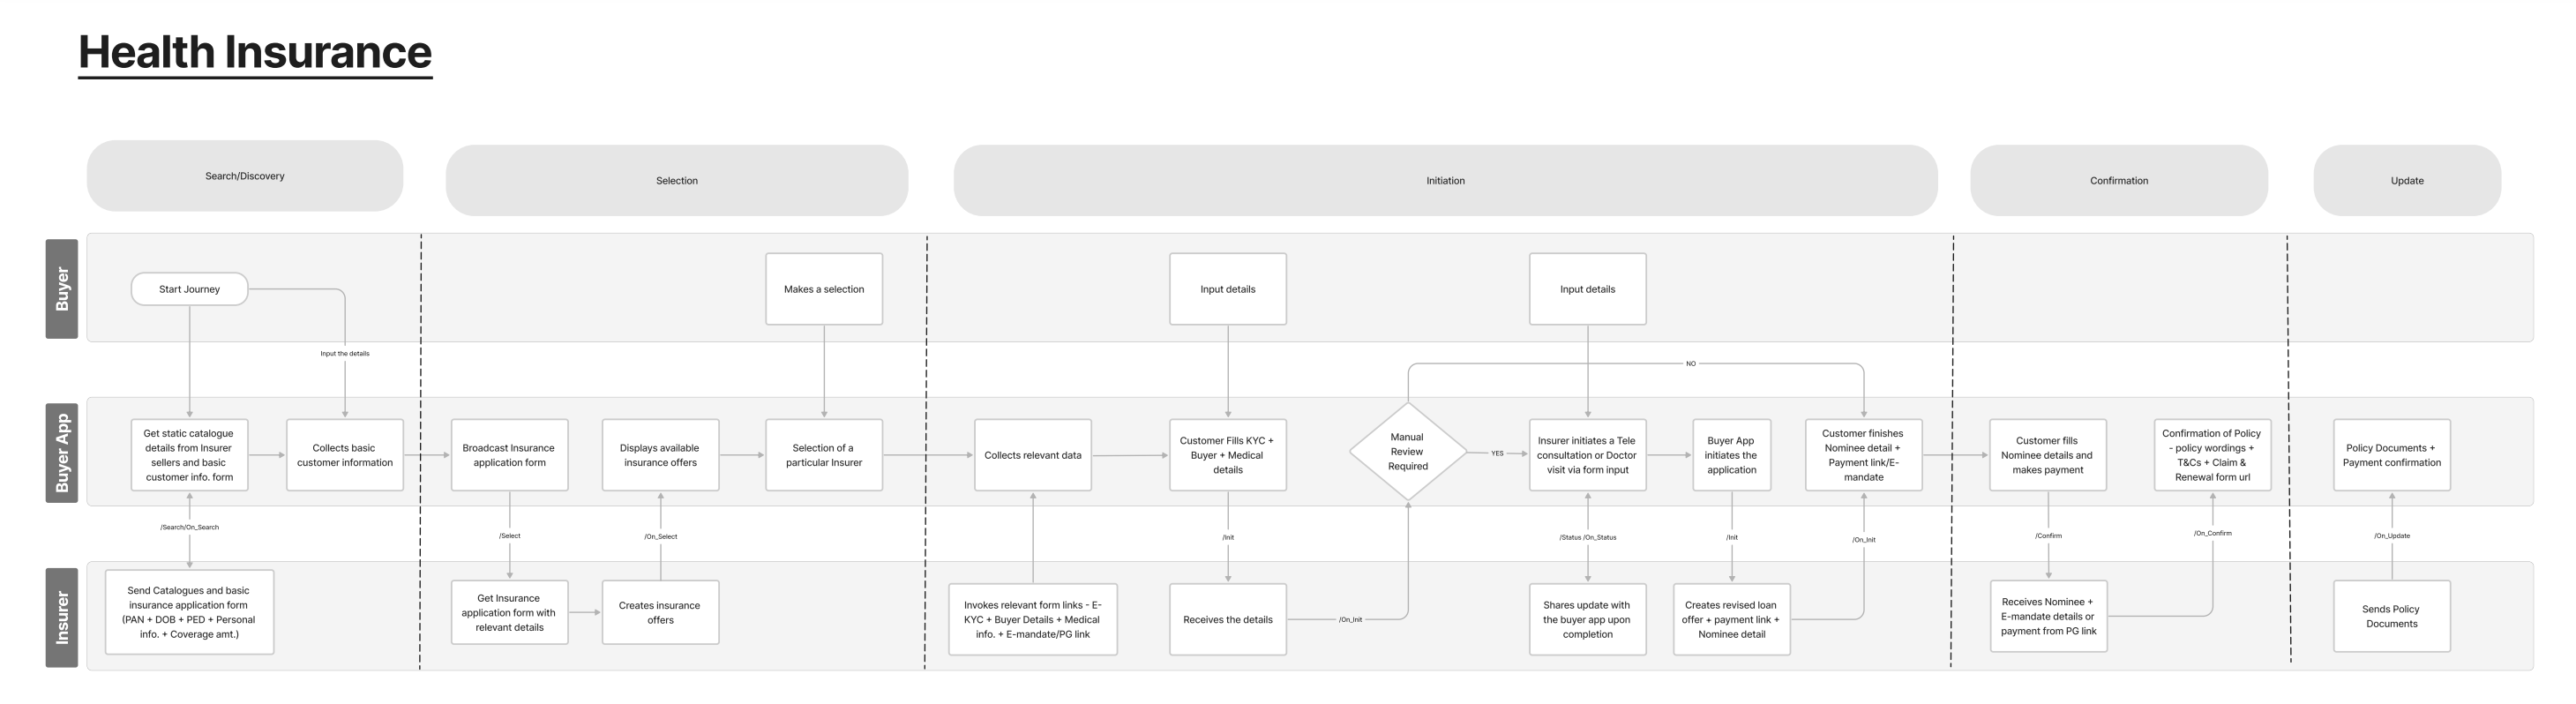 Health Insurance
Search/Discovery
Selection
Initiation
Confirmation
Update
Buyer
Start Journey
Makes a selection
Input details
Input details
Input the details
NO
Buyer App
Get static catalogue
details from Insurer
sellers and basic
customer info. form
Collects basic
customer information
Broadcast Insurance
application form
Displays available
insurance offers
Selection of a
particular Insurer
Collects relevant data
Customer Fills KYC +
Buyer + Medical
details
Manual
Review
Required
YES
Insurer initiates a Tele
consultation or Doctor
visit via form input
Buyer App
initiates the
application
Customer finishes
Nominee detail +
Payment link/E-
mandate
Customer fills
Nominee details and
makes payment
Confirmation of Policy
- policy wordings +
T&Cs + Claim &
Renewal form url
Policy Documents +
Payment confirmation
/Search/On_Search
/Select
/On_Select
/Init
/Status /On_Status
/Init
/On_Init
/Confirm
/On_Confirm
/On_Update
Insurer
Send Catalogues and basic
insurance application form
(PAN + DOB + PED + Personal
info. + Coverage amt.)
Get Insurance
application form with
relevant details
Creates insurance
offers
Invokes relevant form links - E-
KYC + Buyer Details + Medical
info. + E-mandate/PG link
Receives the details
/On_Init
Shares update with
the buyer app upon
completion
Creates revised loan
offer + payment link +
Nominee detail
Receives Nominee +
E-mandate details or
payment from PG link
Sends Policy
Documents